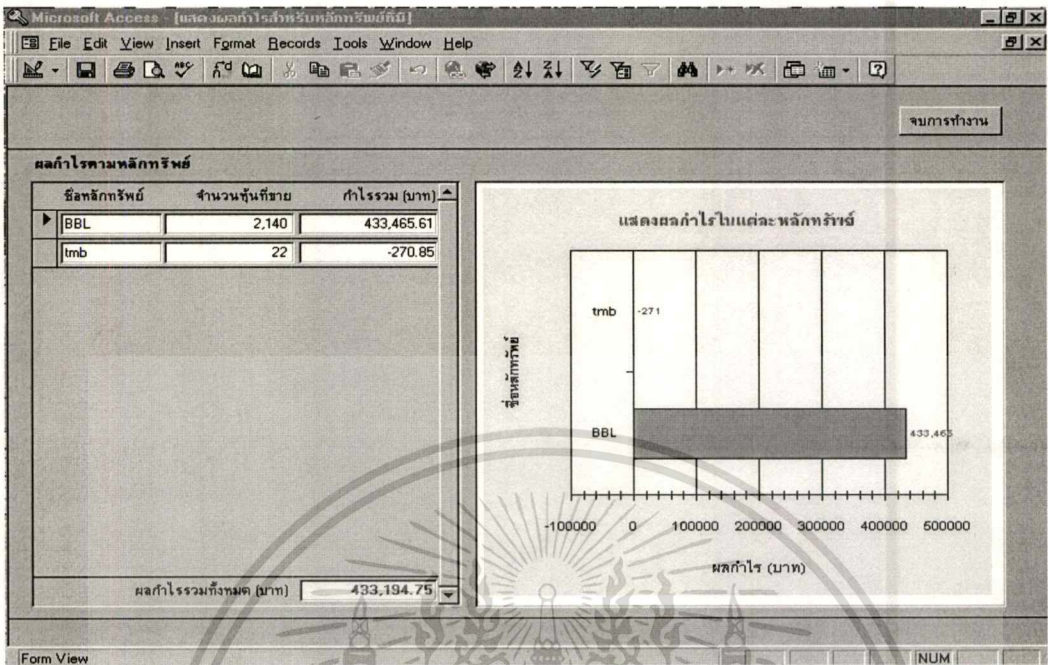 Microsoft Access - [แสดงผลกำไรสำหรับหลักทรัพย์ที่มี]
File Edit View Insert Format Records Tools Window Help
จบการทำงาน
ผลกำไรตามหลักทรัพย์
ชื่อหลักทรัพย์ จำนวนหุ้นที่ขาย กำไรรวม (บาท)
BBL 2,140 433,465.61
tmb 22 -270.85
ผลกำไรรวมทั้งหมด (บาท) 433,194.75
แสดงผลกำไรในแต่ละหลักทรัพย์
ชื่อหลักทรัพย์
tmb -271
BBL 433,465
-100000 0 100000 200000 300000 400000 500000
ผลกำไร (บาท)
Form View NUM